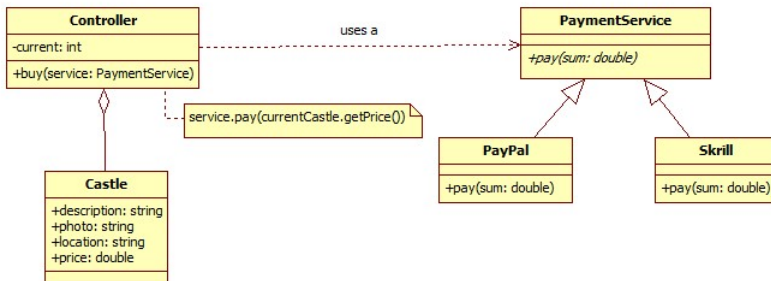 Controller
-current: int
+buy(service: PaymentService)
uses a
PaymentService
+pay(sum: double)
service.pay(currentCastle.getPrice())
PayPal
+pay(sum: double)
Skrill
+pay(sum: double)
Castle
+description: string
+photo: string
+location: string
+price: double